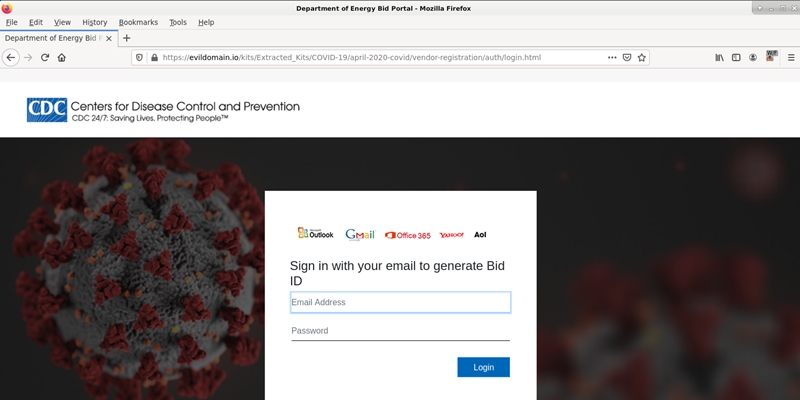 Department of Energy Bid Portal - Mozilla Firefox
File Edit View History Bookmarks Tools Help
Department of Energy Bid P
https://evildomain.io/kits/Extracted_Kits/COVID-19/april-2020-covid/vendor-registration/auth/login.html
CDC Centers for Disease Control and Prevention
CDC 24/7: Saving Lives, Protecting People™
Microsoft Outlook Gmail Office 365 YAHOO! Aol
Sign in with your email to generate Bid
ID
Email Address
Password
Login